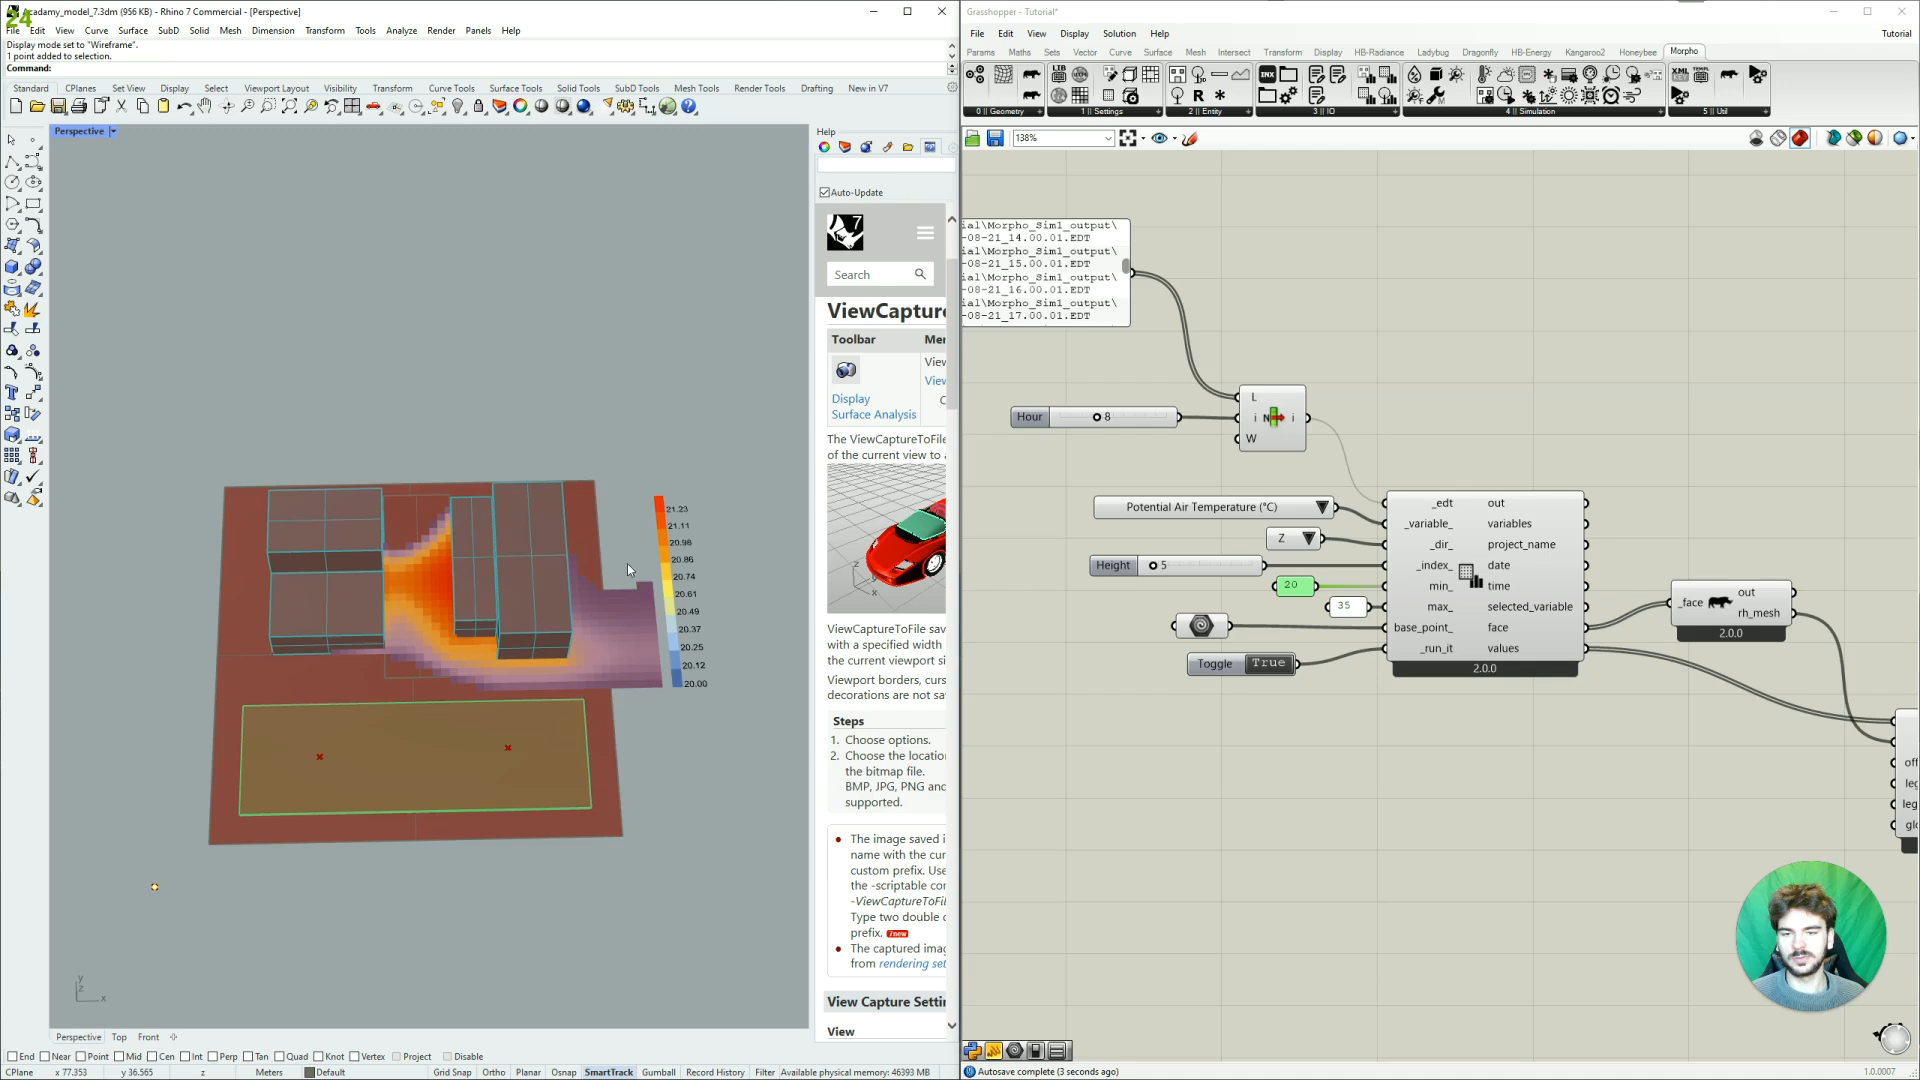 24
acadamy_model_7.3dm (956 KB) - Rhino 7 Commercial - [Perspective]
File Edit View Curve Surface SubD Solid Mesh Dimension Transform Tools Analyze Render Panels Help
Display mode set to "Wireframe".
1 point added to selection.
Command:
Standard CPlanes Set View Display Select Viewport Layout Visibility Transform Curve Tools Surface Tools Solid Tools SubD Tools Mesh Tools Render Tools Drafting New in V7
Perspective
21.23
21.11
20.98
20.86
20.74
20.61
20.49
20.37
20.25
20.12
20.00
y
z
x
Help
Auto-Update
7
Search
ViewCapture
Toolbar
View
Display
Surface Analysis
The ViewCaptureToFile
of the current view to a
z
x
ViewCaptureToFile sav
with a specified width
the current viewport si
Viewport borders, curs
decorations are not sa
Steps
1. Choose options.
2. Choose the locatio
the bitmap file.
BMP, JPG, PNG and
supported.
The image saved i
name with the cur
custom prefix. Use
the -scriptable cor
-ViewCaptureToFil
Type two double c
prefix. new
The captured imag
from rendering set
View Capture Settin
View
Perspective Top Front
End Near Point Mid Cen Int Perp Tan Quad Knot Vertex Project Disable
CPlane x 77.353 y 36.565 z Meters Default Grid Snap Ortho Planar Osnap SmartTrack Gumball Record History Filter Available physical memory: 46393 MB
Grasshopper - Tutorial*
File Edit View Display Solution Help Tutorial
Params Maths Sets Vector Curve Surface Mesh Intersect Transform Display HB-Radiance Ladybug Dragonfly HB-Energy Kangaroo2 Honeybee Morpho
0 || Geometry 1 || Settings 2 || Entity 3 || IO 4 || Simulation 5 || Util
138%
ial\Morpho_Sim1_output\
-08-21_14.00.01.EDT
ial\Morpho_Sim1_output\
-08-21_15.00.01.EDT
ial\Morpho_Sim1_output\
-08-21_16.00.01.EDT
ial\Morpho_Sim1_output\
-08-21_17.00.01.EDT
Hour 8
L
i i
W
Potential Air Temperature (°C)
Z
Height 5
20
35
Toggle True
_edt out
_variable_ variables
_dir_ project_name
_index_ date
min_ time
max_ selected_variable
base_point_ face
_run_it values
2.0.0
_face out
rh_mesh
2.0.0
off
leg
leg
glo
Autosave complete (3 seconds ago)
1.0.0007